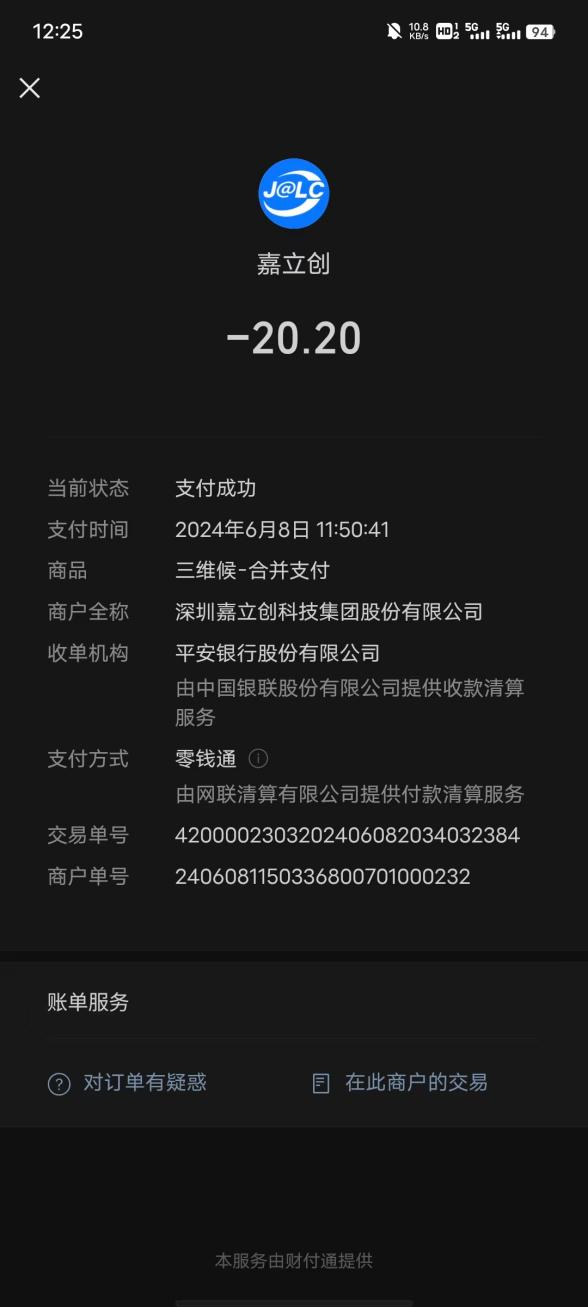 12:25
10.8 KB/s HD 1 2 5G 5G 94
J@LC
嘉立创
-20.20
当前状态 支付成功
支付时间 2024年6月8日 11:50:41
商品 三维候-合并支付
商户全称 深圳嘉立创科技集团股份有限公司
收单机构 平安银行股份有限公司
由中国银联股份有限公司提供收款清算
服务
支付方式 零钱通
由网联清算有限公司提供付款清算服务
交易单号 4200002303202406082034032384
商户单号 2406081150336800701000232
账单服务
对订单有疑惑 在此商户的交易
本服务由财付通提供